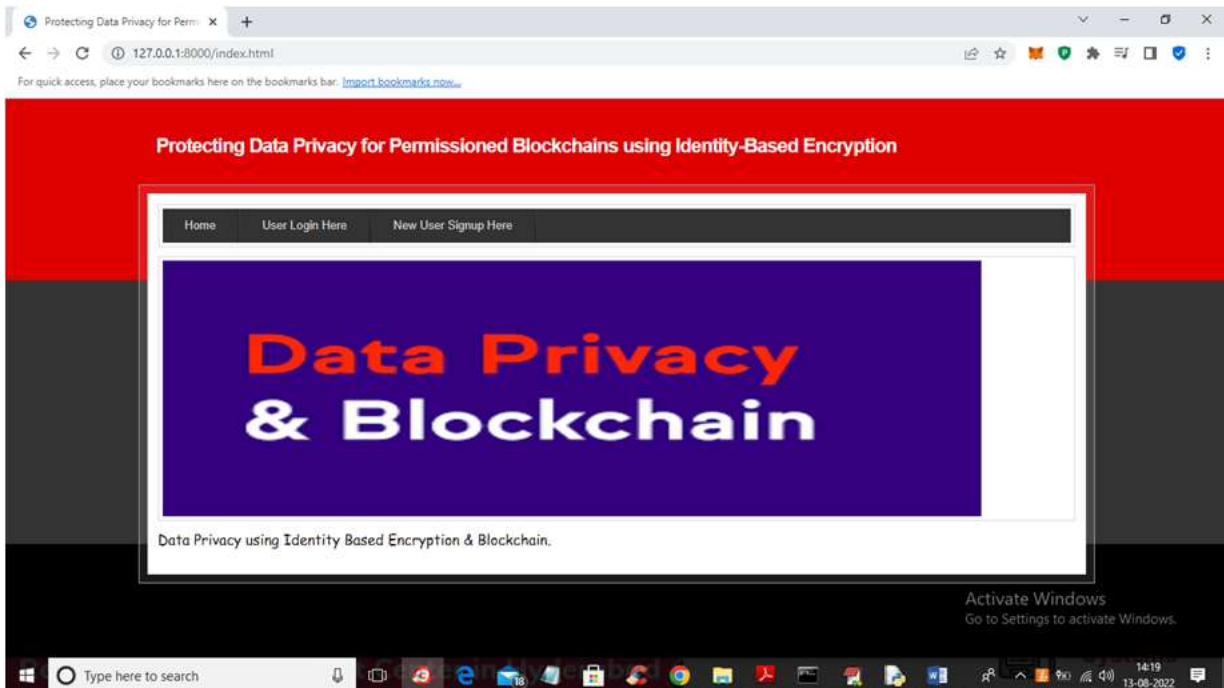 Protecting Data Privacy for Perm
127.0.0.1:8000/index.html
For quick access, place your bookmarks here on the bookmarks bar. Import bookmarks now...
Protecting Data Privacy for Permissioned Blockchains using Identity-Based Encryption
Home User Login Here New User Signup Here
Data Privacy
& Blockchain
Data Privacy using Identity Based Encryption & Blockchain.
Activate Windows
Go to Settings to activate Windows.
Type here to search
18
14:19
13-08-2022